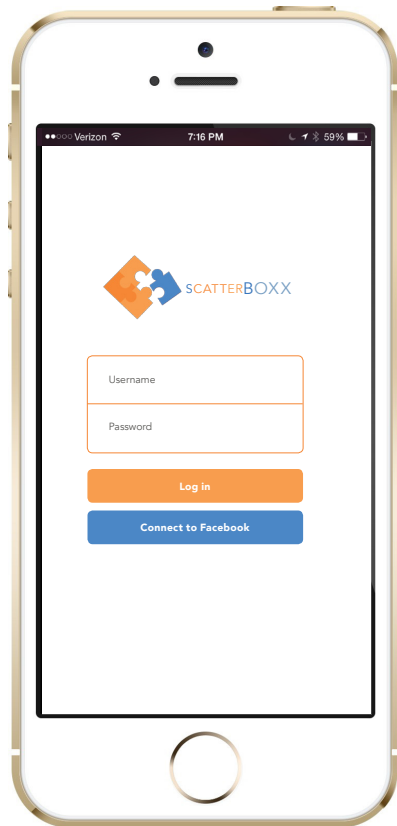 Verizon 7:16 PM 59%
SCATTERBOXX
Username
Password
Log in
Connect to Facebook